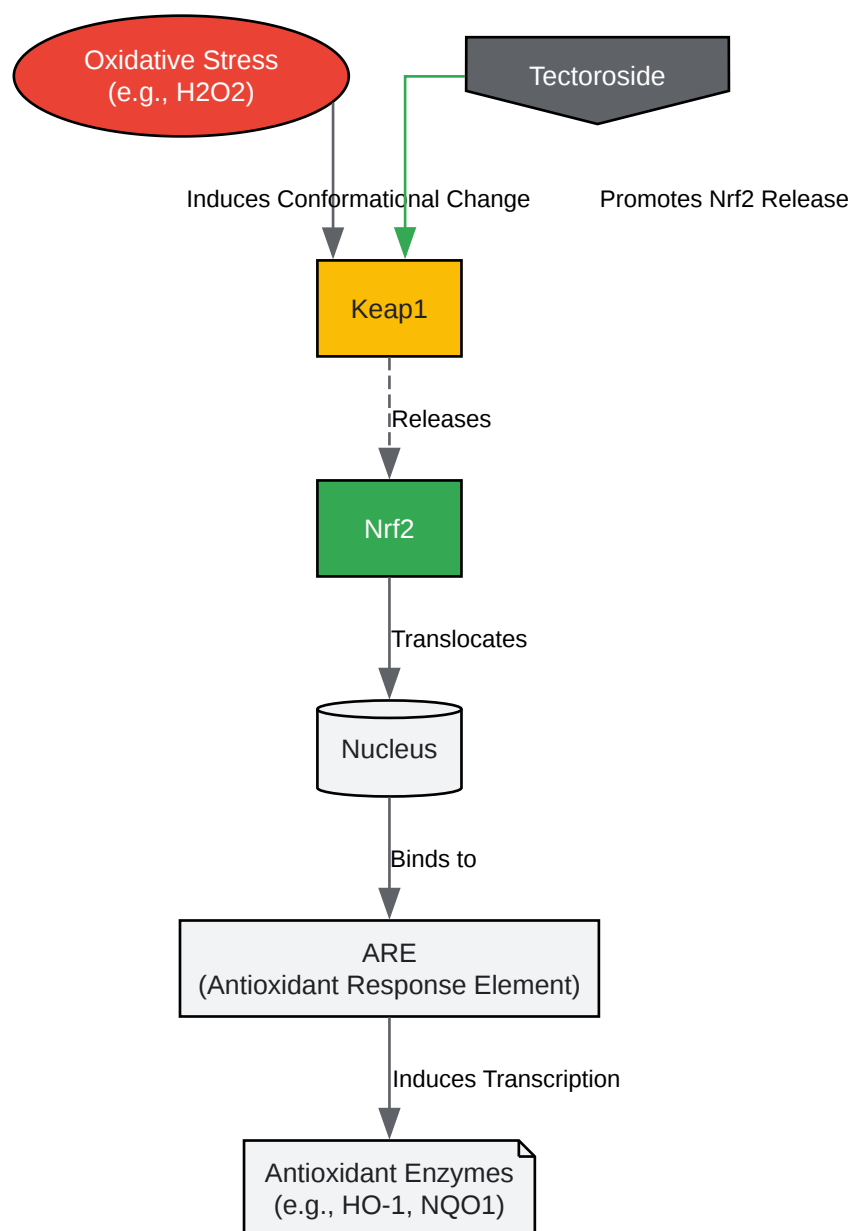 Oxidative Stress
(e.g., H2O2)
Tectoroside
Induces Conformational Change
Promotes Nrf2 Release
Keap1
Releases
Nrf2
Translocates
Nucleus
Binds to
ARE
(Antioxidant Response Element)
Induces Transcription
Antioxidant Enzymes
(e.g., HO-1, NQO1)